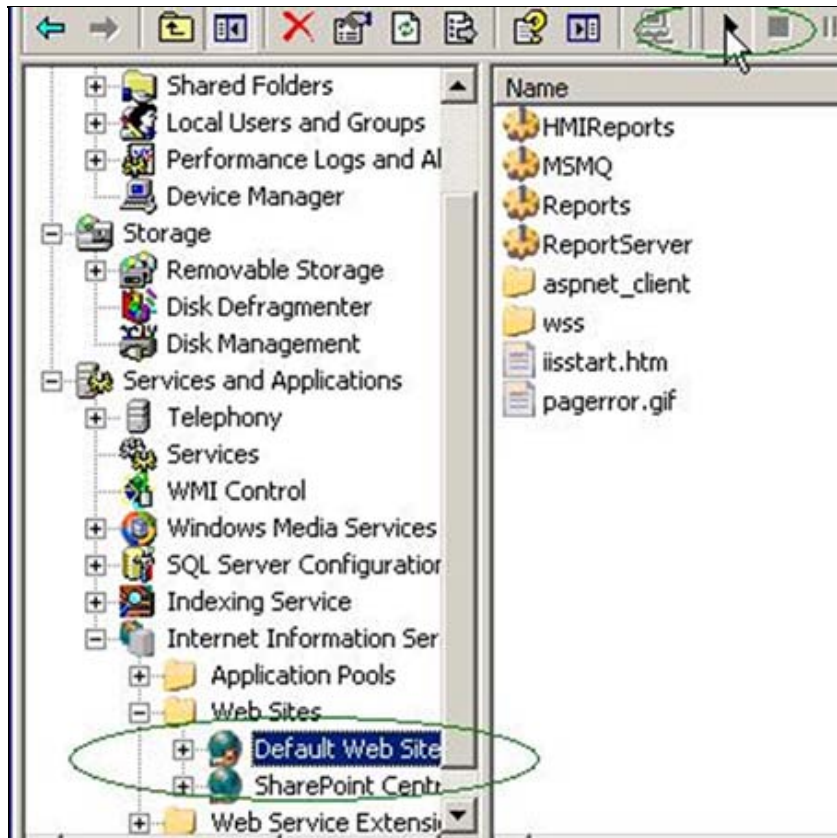 Shared Folders
Local Users and Groups
Performance Logs and Al
Device Manager
Storage
Removable Storage
Disk Defragmenter
Disk Management
Services and Applications
Telephony
Services
WMI Control
Windows Media Services
SQL Server Configuration
Indexing Service
Internet Information Ser
Application Pools
Web Sites
Default Web Site
SharePoint Centr
Web Service Extensi
Name
HMIReports
MSMQ
Reports
ReportServer
aspnet_client
wss
iisstart.htm
pagerror.gif